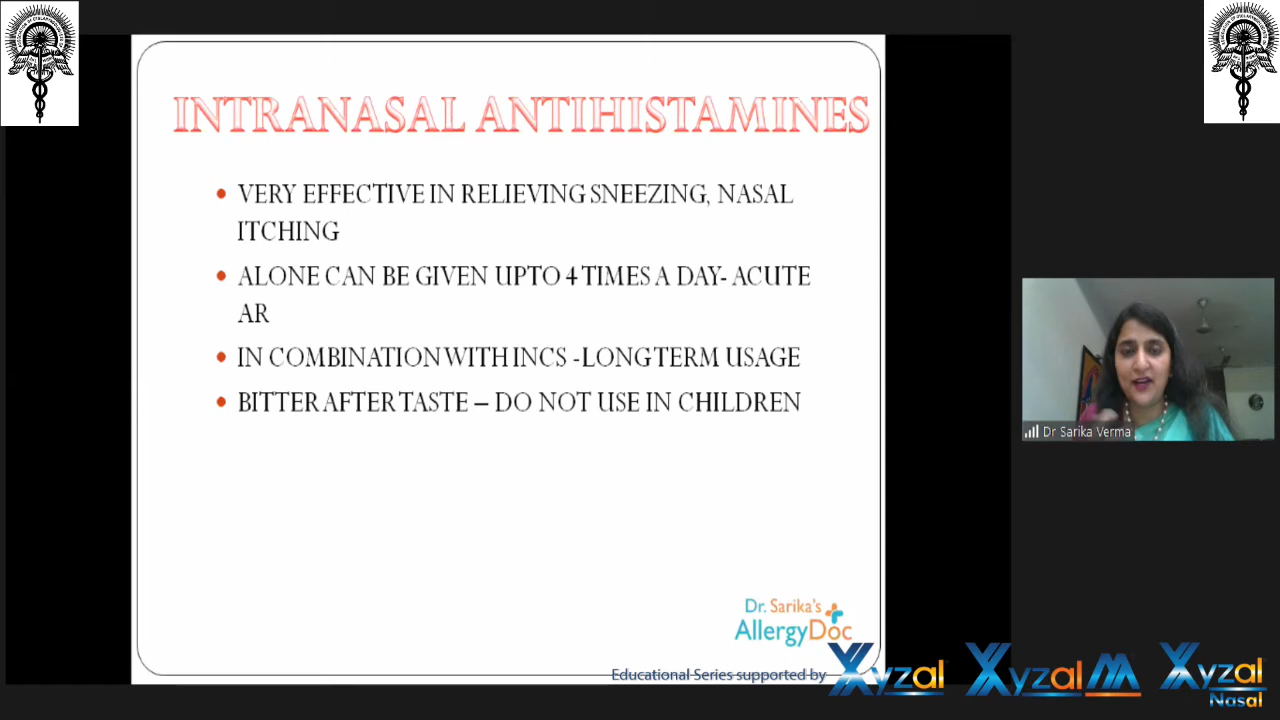 INTRANASAL ANTIHISTAMINES
• VERY EFFECTIVE IN RELIEVING SNEEZING, NASAL
ITCHING
• ALONE CAN BE GIVEN UPTO 4 TIMES A DAY- ACUTE
AR
• IN COMBINATION WITH INCS -LONG TERM USAGE
• BITTER AFTER TASTE – DO NOT USE IN CHILDREN
Dr Sarika Verma
Dr. Sarika's
AllergyDoc
Educational Series supported by Xyzal Xyzal M Xyzal
Nasal